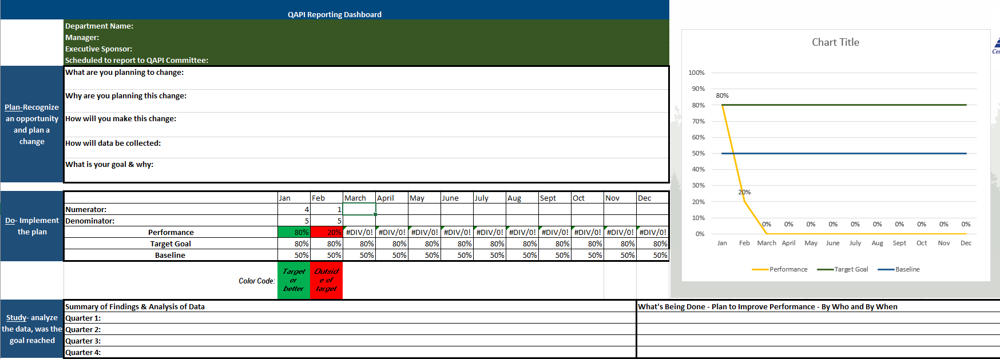 QAPI Reporting Dashboard
Department Name:
Manager:
Executive Sponsor:
Scheduled to report to QAPI Committee:
Plan-Recognize
an opportunity
and plan a
change
What are you planning to change:
Why are you planning this change:
How will you make this change:
How will data be collected:
What is your goal & why:
Do- Implement
the plan
Jan Feb March April May June July Aug Sept Oct Nov Dec
Numerator: 4 1
Denominator: 5 5
Performance 80% 20% #DIV/0! #DIV/0! #DIV/0! #DIV/0! #DIV/0! #DIV/0! #DIV/0! #DIV/0! #DIV/0! #DIV/0!
Target Goal 80% 80% 80% 80% 80% 80% 80% 80% 80% 80% 80% 80%
Baseline 50% 50% 50% 50% 50% 50% 50% 50% 50% 50% 50% 50%
Color Code:
Target
or
better
Outsid
e of
target
Study- analyze
the data, was the
goal reached
Summary of Findings & Analysis of Data
Quarter 1:
Quarter 2:
Quarter 3:
Quarter 4:
What's Being Done - Plan to Improve Performance - By Who and By When
Chart Title
100%
90%
80%
70%
60%
50%
40%
30%
20%
10%
0%
80%
20%
0% 0% 0% 0% 0% 0% 0% 0% 0% 0%
Jan Feb March April May June July Aug Sept Oct Nov Dec
Performance Target Goal Baseline